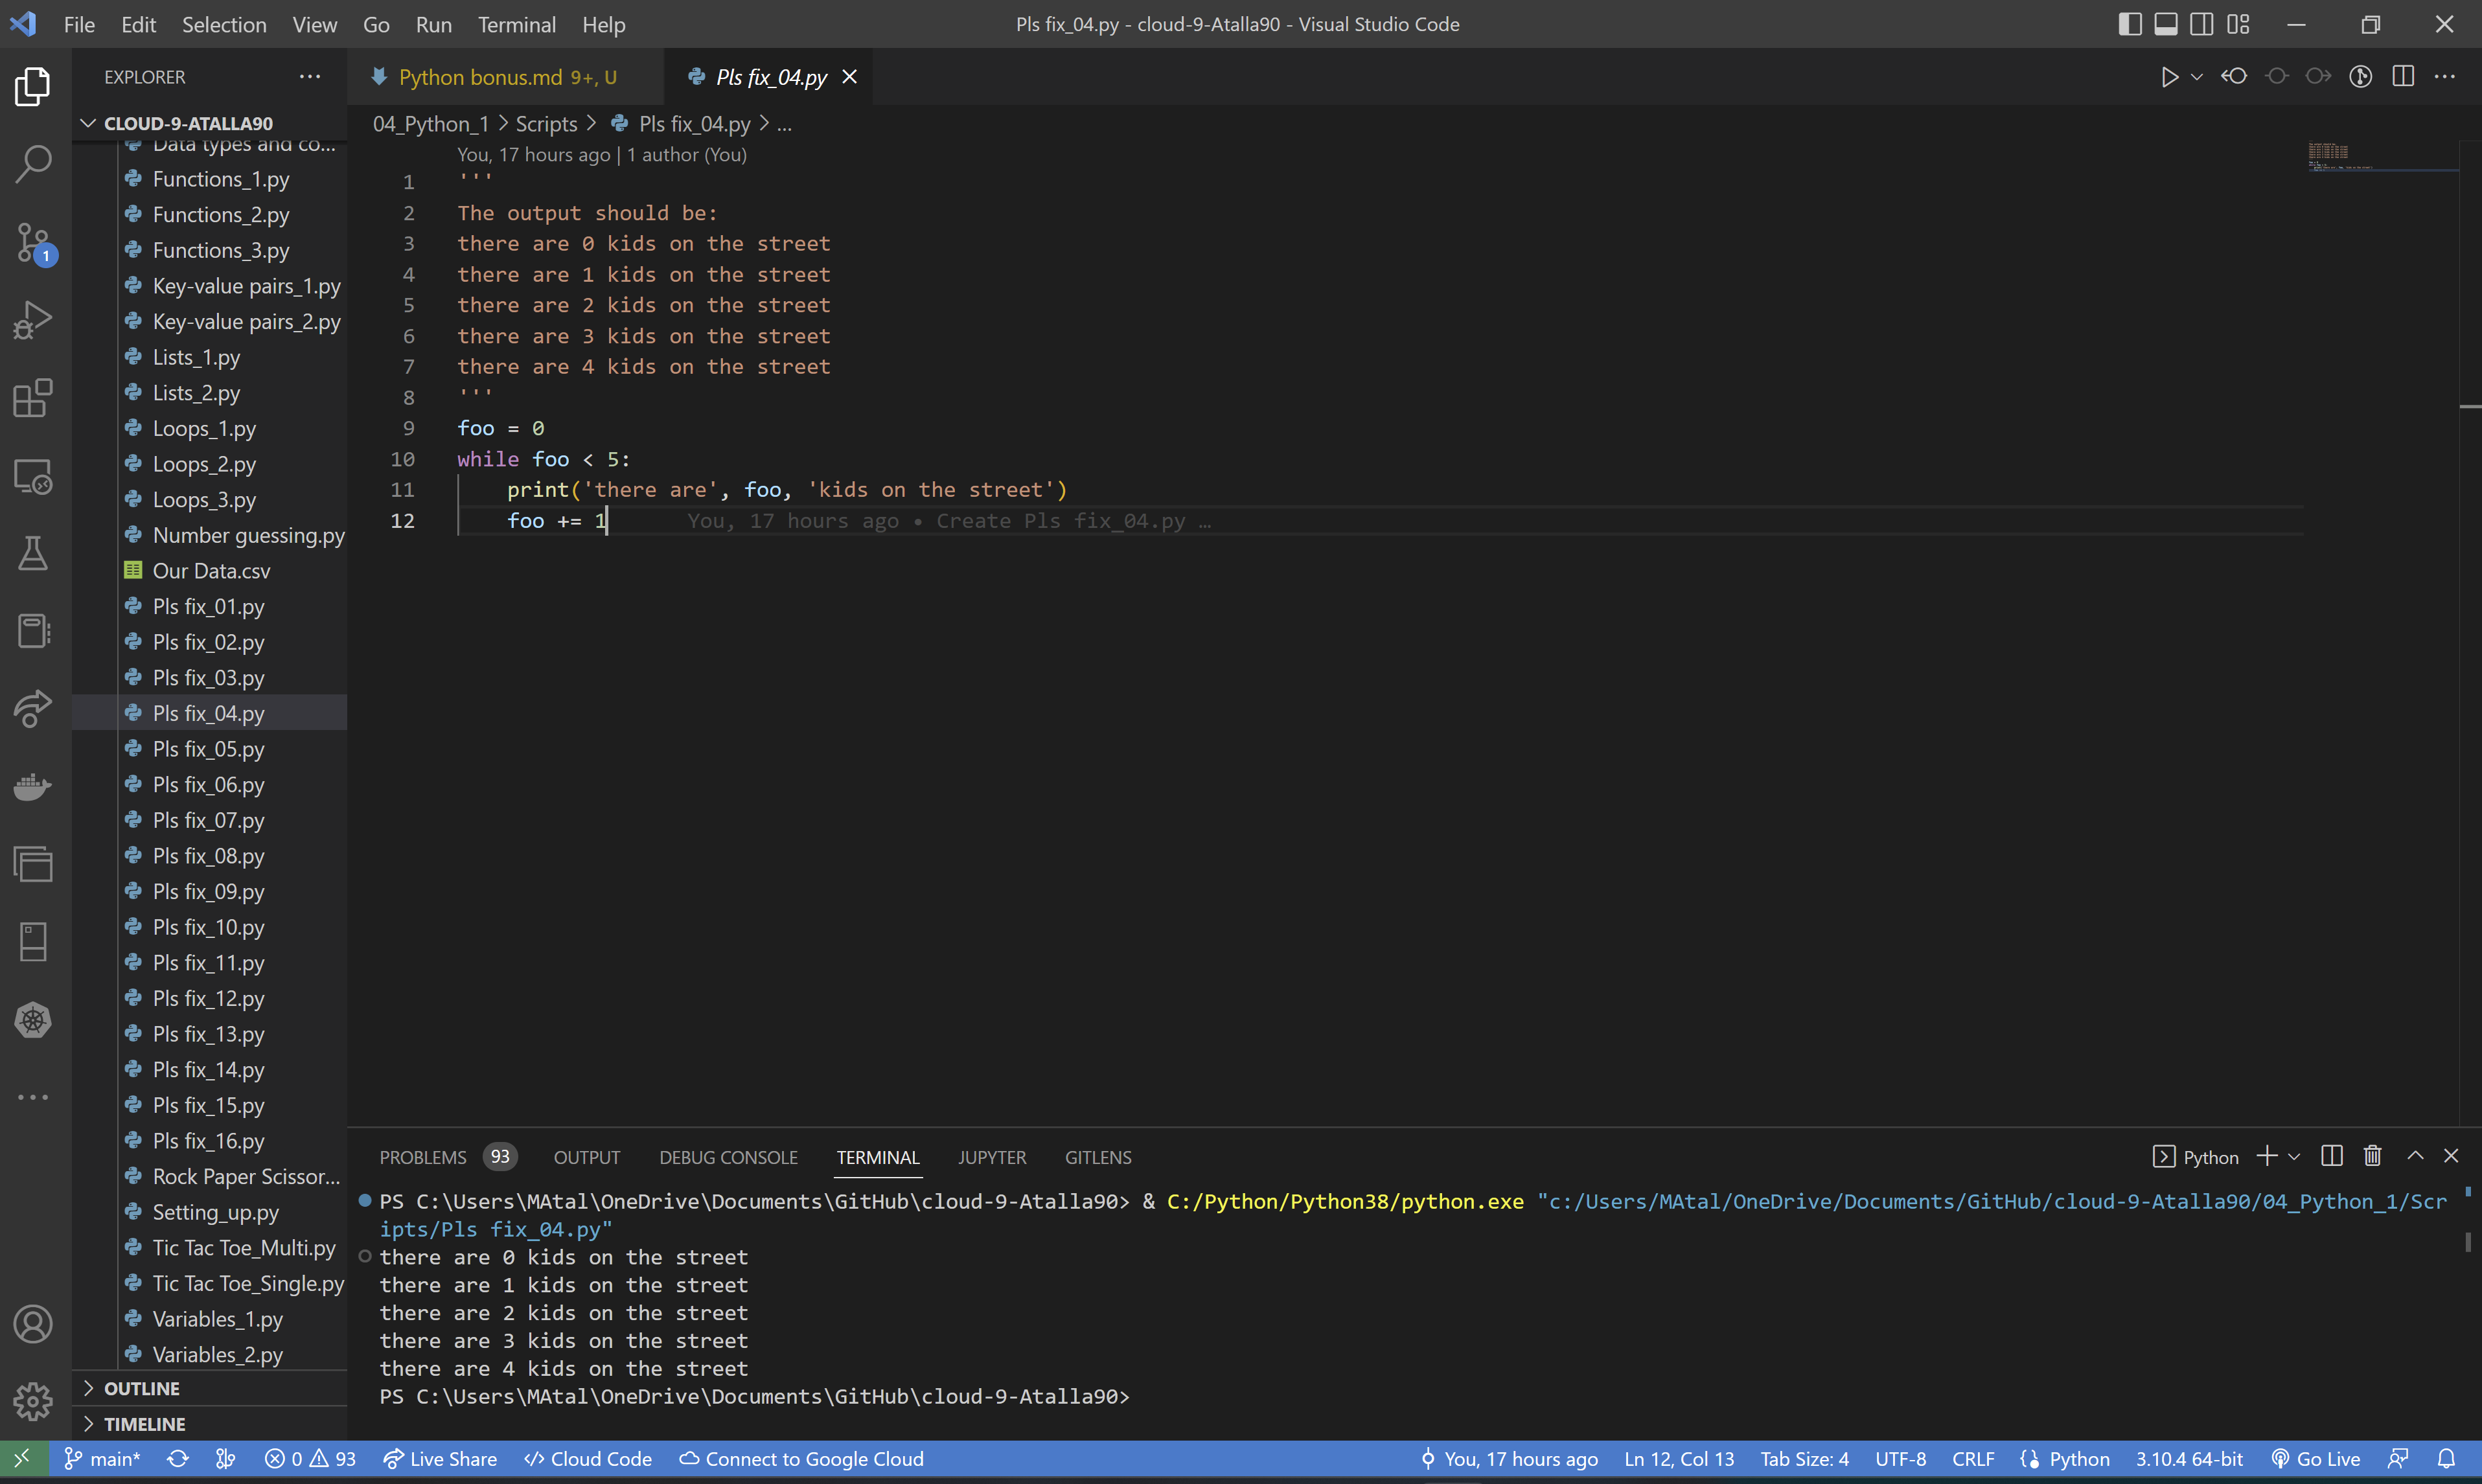 File Edit Selection View Go Run Terminal Help
Pls fix_04.py - cloud-9-Atalla90 - Visual Studio Code
EXPLORER
CLOUD-9-ATALLA90
Data types and co...
Functions_1.py
Functions_2.py
Functions_3.py
Key-value pairs_1.py
Key-value pairs_2.py
Lists_1.py
Lists_2.py
Loops_1.py
Loops_2.py
Loops_3.py
Number guessing.py
Our Data.csv
Pls fix_01.py
Pls fix_02.py
Pls fix_03.py
Pls fix_04.py
Pls fix_05.py
Pls fix_06.py
Pls fix_07.py
Pls fix_08.py
Pls fix_09.py
Pls fix_10.py
Pls fix_11.py
Pls fix_12.py
Pls fix_13.py
Pls fix_14.py
Pls fix_15.py
Pls fix_16.py
Rock Paper Scissor...
Setting_up.py
Tic Tac Toe_Multi.py
Tic Tac Toe_Single.py
Variables_1.py
Variables_2.py
OUTLINE
TIMELINE
1
Python bonus.md 9+, U
Pls fix_04.py
04_Python_1 > Scripts > Pls fix_04.py > ...
You, 17 hours ago | 1 author (You)
1 '''
2 The output should be:
3 there are 0 kids on the street
4 there are 1 kids on the street
5 there are 2 kids on the street
6 there are 3 kids on the street
7 there are 4 kids on the street
8 '''
9 foo = 0
10 while foo < 5:
11 print('there are', foo, 'kids on the street')
12 foo += 1 You, 17 hours ago • Create Pls fix_04.py …
PROBLEMS 93 OUTPUT DEBUG CONSOLE TERMINAL JUPYTER GITLENS
Python
PS C:\Users\MAtal\OneDrive\Documents\GitHub\cloud-9-Atalla90> & C:/Python/Python38/python.exe "c:/Users/MAtal/OneDrive/Documents/GitHub/cloud-9-Atalla90/04_Python_1/Scr
ipts/Pls fix_04.py"
there are 0 kids on the street
there are 1 kids on the street
there are 2 kids on the street
there are 3 kids on the street
there are 4 kids on the street
PS C:\Users\MAtal\OneDrive\Documents\GitHub\cloud-9-Atalla90>
main* 0 93 Live Share Cloud Code Connect to Google Cloud
You, 17 hours ago Ln 12, Col 13 Tab Size: 4 UTF-8 CRLF Python 3.10.4 64-bit Go Live